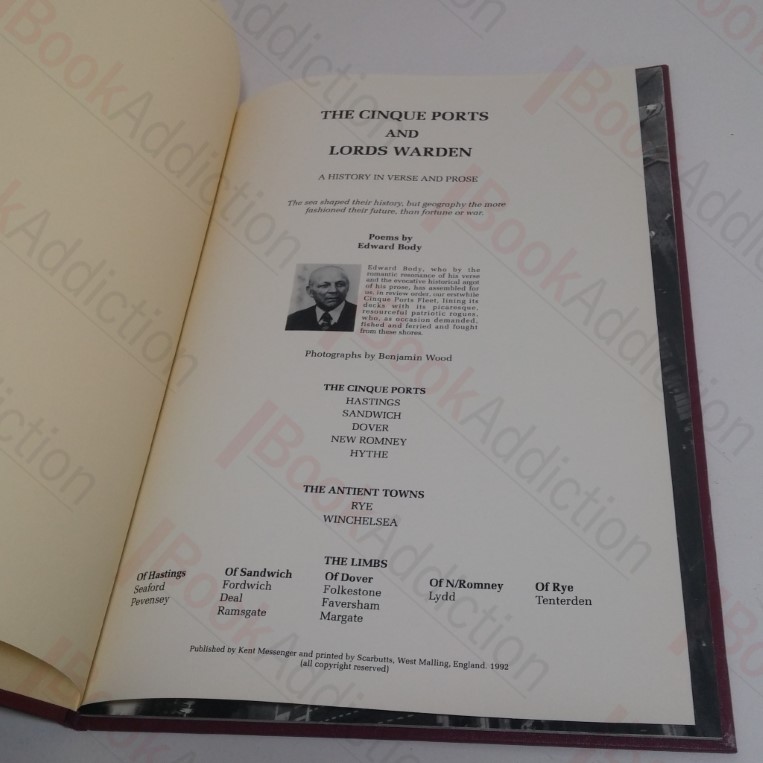 THE CINQUE PORTS
AND
LORDS WARDEN
A HISTORY IN VERSE AND PROSE
The sea shaped their history, but geography the more
fashioned their future, than fortune or war.
Poems by
Edward Body
Edward Body, who by the
romantic resonance of his verse
and the evocative historical argot
of his prose, has assembled for
us, in review order, our erstwhile
Cinque Ports Fleet, lining its
decks with its picaresque,
resourceful patriotic rogues,
who, as occasion demanded,
fished and ferried and fought
from these shores.
Photographs by Benjamin Wood
THE CINQUE PORTS
HASTINGS
SANDWICH
DOVER
NEW ROMNEY
HYTHE
THE ANTIENT TOWNS
RYE
WINCHELSEA
THE LIMBS
Of Hastings
Seaford
Pevensey
Of Sandwich
Fordwich
Deal
Ramsgate
Of Dover
Folkestone
Faversham
Margate
Of N/Romney
Lydd
Of Rye
Tenterden
Published by Kent Messenger and printed by Scarbutts, West Malling, England. 1992
(all copyright reserved)
BookAddiction